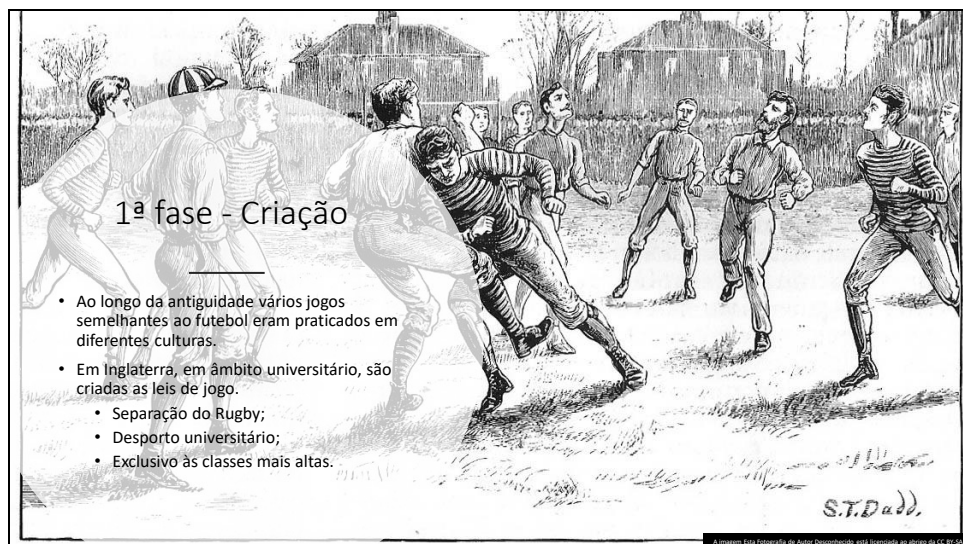 1ª fase - Criação
• Ao longo da antiguidade vários jogos
semelhantes ao futebol eram praticados em
diferentes culturas.
• Em Inglaterra, em âmbito universitário, são
criadas as leis de jogo.
• Separação do Rugby;
• Desporto universitário;
• Exclusivo às classes mais altas.
S.T.Dadd.
A imagem Esta Fotografia de Autor Desconhecido está licenciada ao abrigo da CC BY-SA